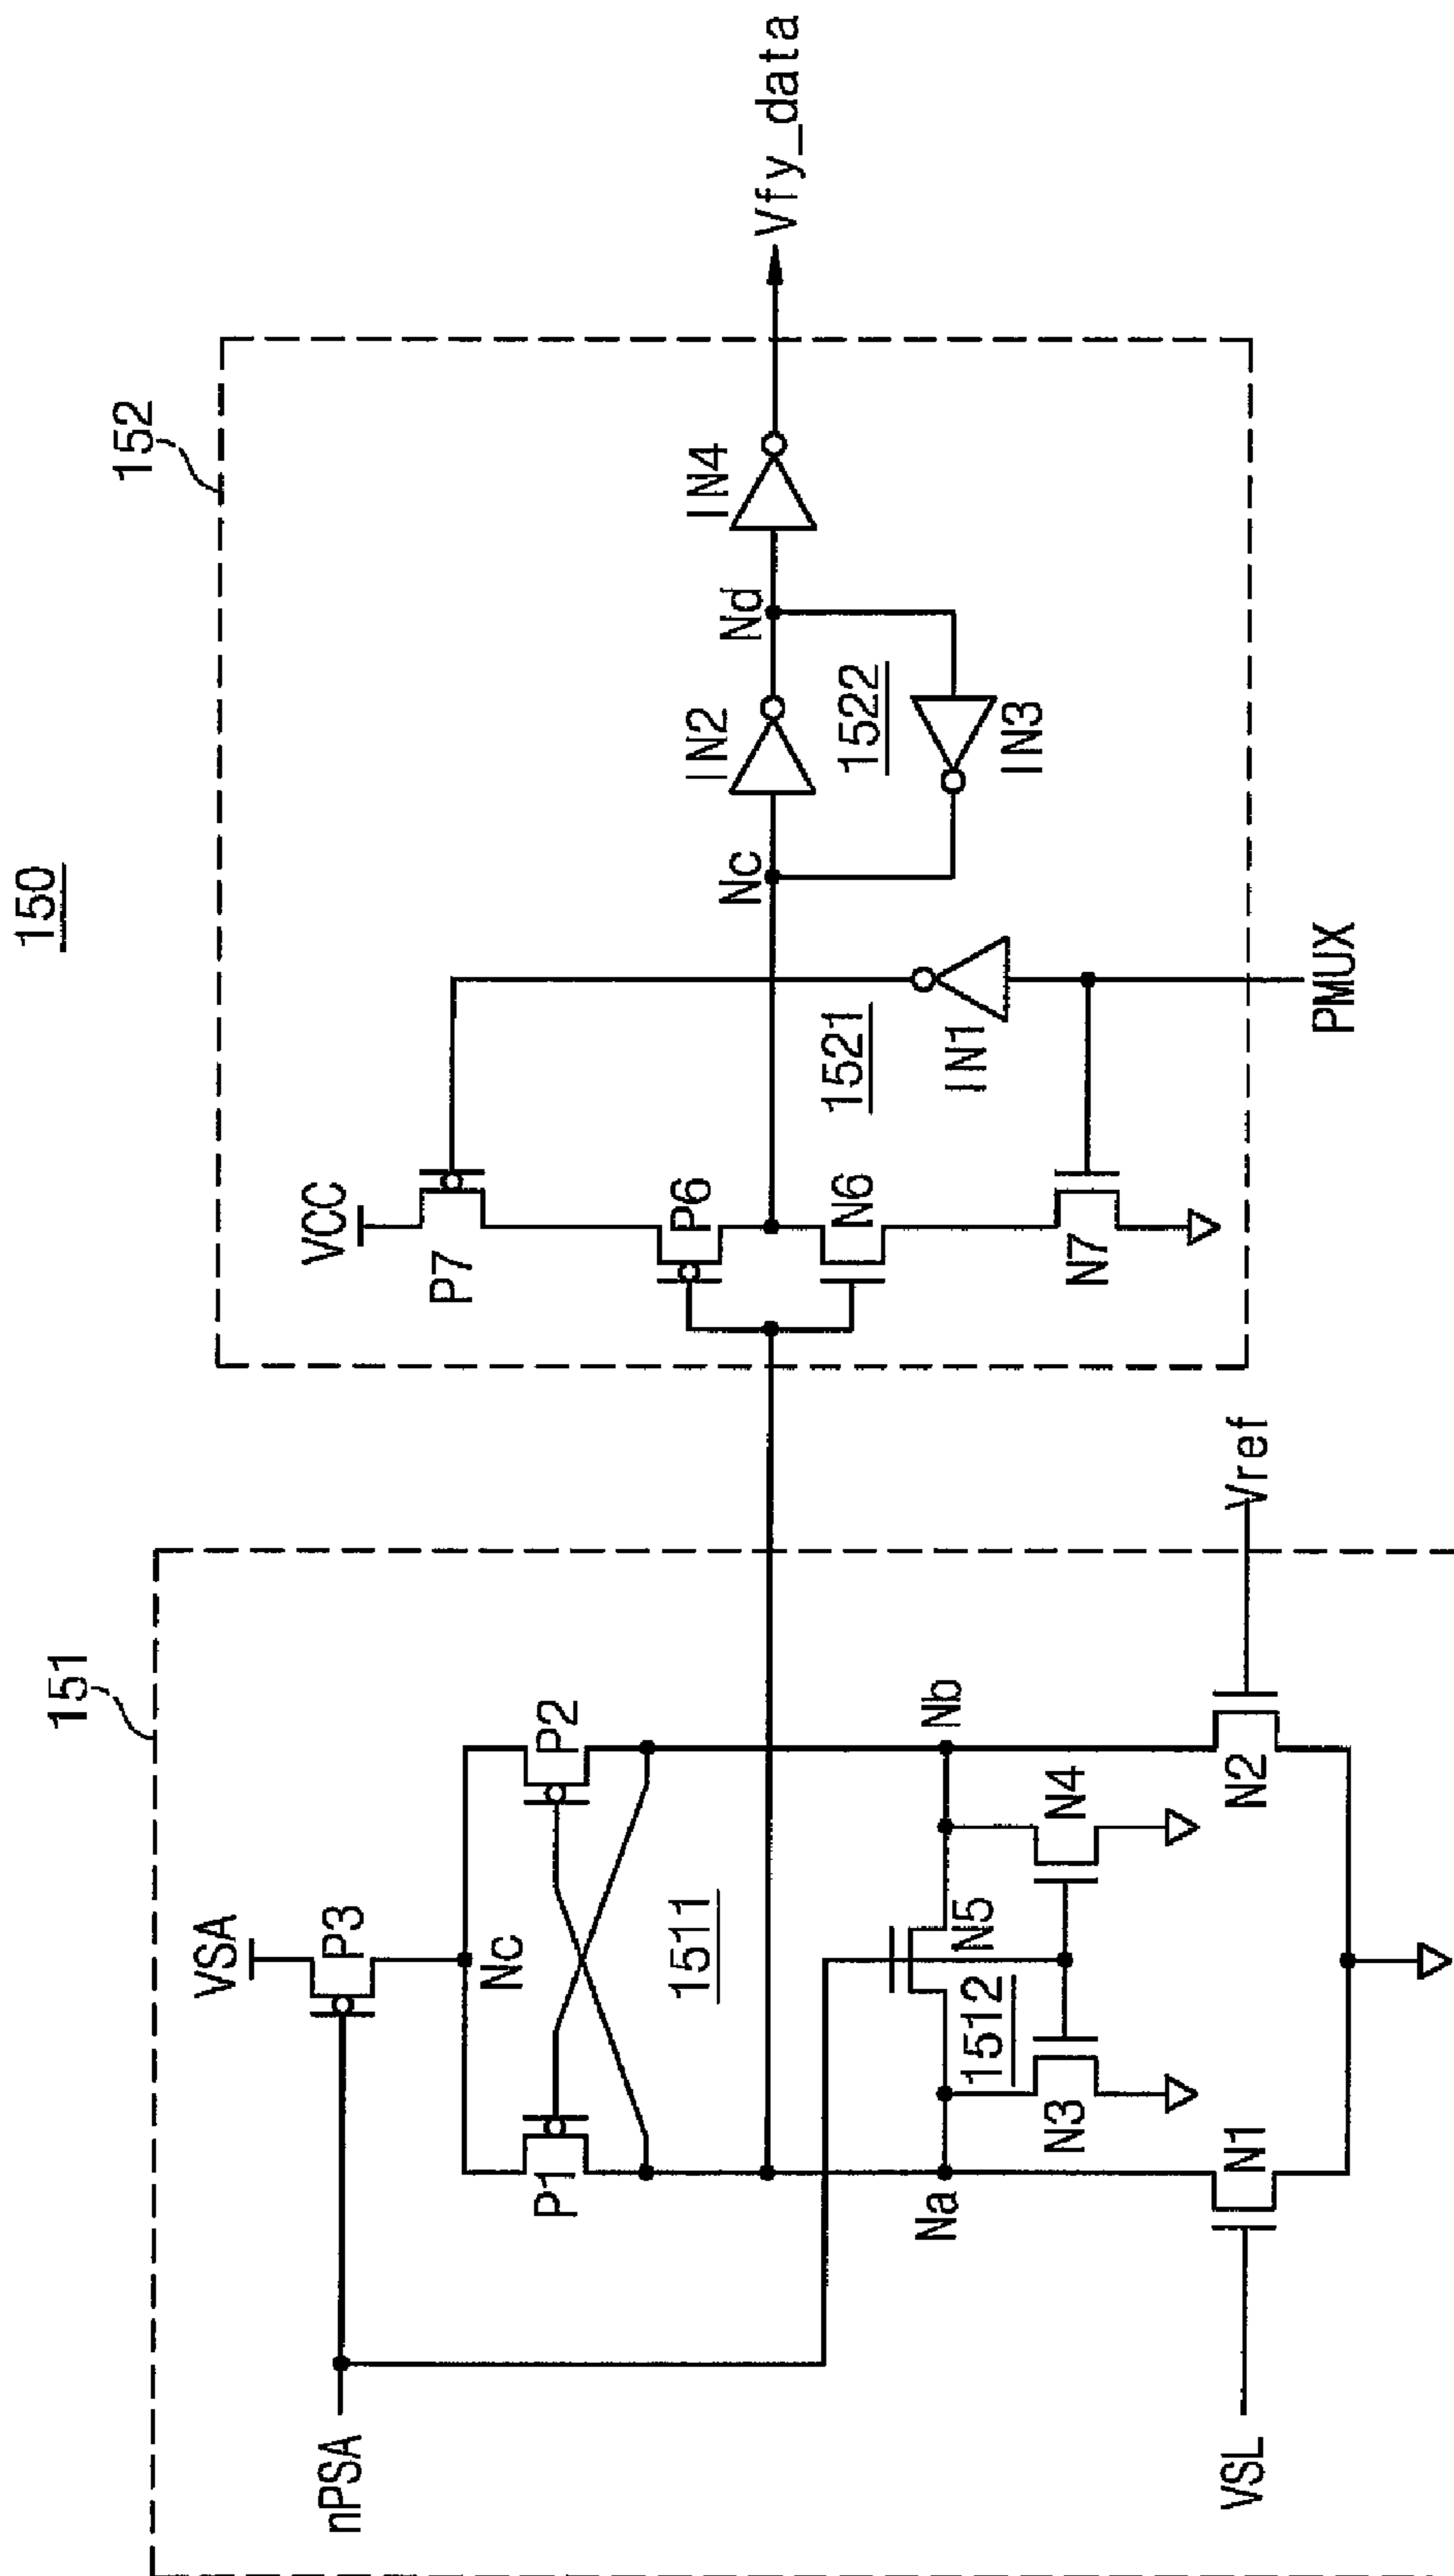 150
151
152
nPSA
VSA
P3
Nc
P1
P2
1511
Na
Nb
N5
1512
N3
N4
N1
N2
VSL
Vref
VCC
P7
P6
N6
N7
1521
IN1
PMUX
Nc
IN2
1522
IN3
Nd
IN4
Vfy_data